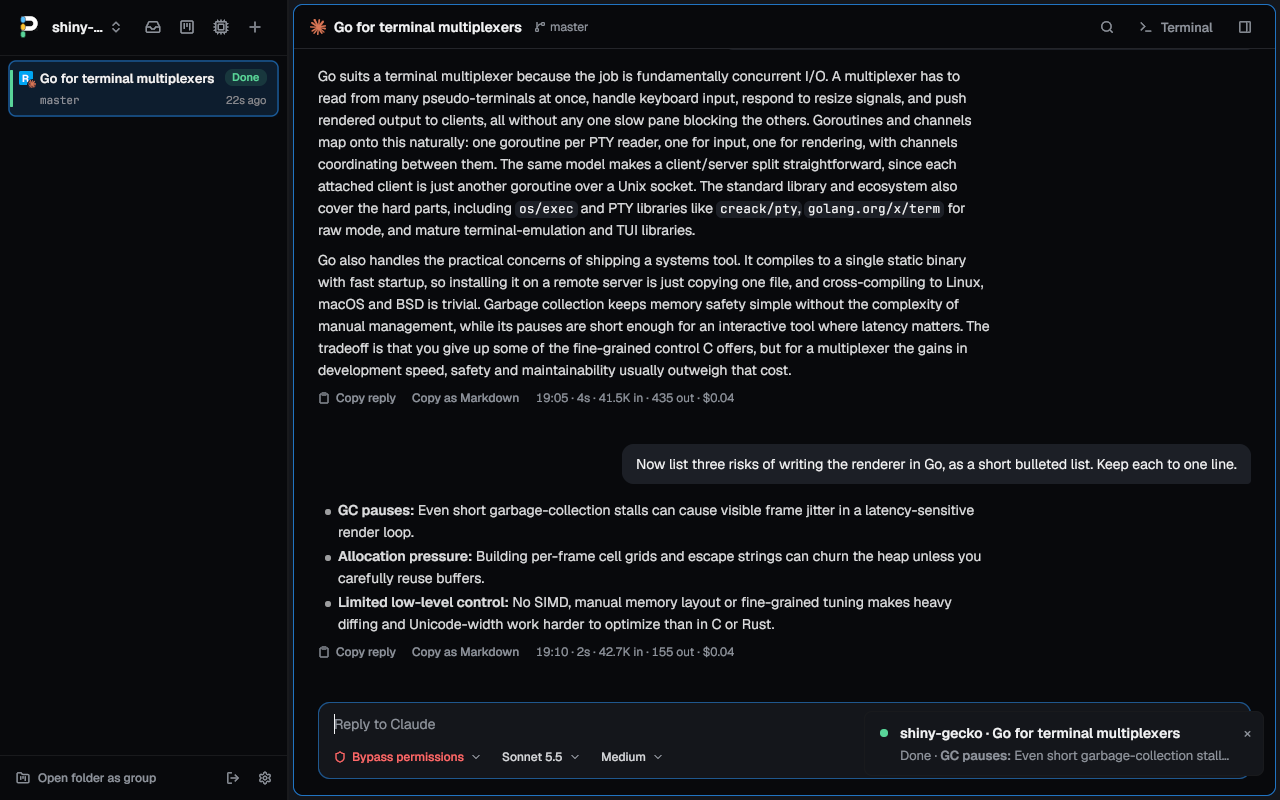 shiny-...
Go for terminal multiplexers
Done
master
22s ago
Open folder as group
Go for terminal multiplexers
master
Terminal
Go suits a terminal multiplexer because the job is fundamentally concurrent I/O. A multiplexer has to
read from many pseudo-terminals at once, handle keyboard input, respond to resize signals, and push
rendered output to clients, all without any one slow pane blocking the others. Goroutines and channels
map onto this naturally: one goroutine per PTY reader, one for input, one for rendering, with channels
coordinating between them. The same model makes a client/server split straightforward, since each
attached client is just another goroutine over a Unix socket. The standard library and ecosystem also
cover the hard parts, including os/exec and PTY libraries like creack/pty, golang.org/x/term for
raw mode, and mature terminal-emulation and TUI libraries.
Go also handles the practical concerns of shipping a systems tool. It compiles to a single static binary
with fast startup, so installing it on a remote server is just copying one file, and cross-compiling to Linux,
macOS and BSD is trivial. Garbage collection keeps memory safety simple without the complexity of
manual management, while its pauses are short enough for an interactive tool where latency matters. The
tradeoff is that you give up some of the fine-grained control C offers, but for a multiplexer the gains in
development speed, safety and maintainability usually outweigh that cost.
Copy reply Copy as Markdown 19:05 · 4s · 41.5K in · 435 out · $0.04
Now list three risks of writing the renderer in Go, as a short bulleted list. Keep each to one line.
• GC pauses: Even short garbage-collection stalls can cause visible frame jitter in a latency-sensitive
render loop.
• Allocation pressure: Building per-frame cell grids and escape strings can churn the heap unless you
carefully reuse buffers.
• Limited low-level control: No SIMD, manual memory layout or fine-grained tuning makes heavy
diffing and Unicode-width work harder to optimize than in C or Rust.
Copy reply Copy as Markdown 19:10 · 2s · 42.7K in · 155 out · $0.04
Reply to Claude
Bypass permissions Sonnet 5.5 Medium
shiny-gecko · Go for terminal multiplexers
Done · GC pauses: Even short garbage-collection stall...